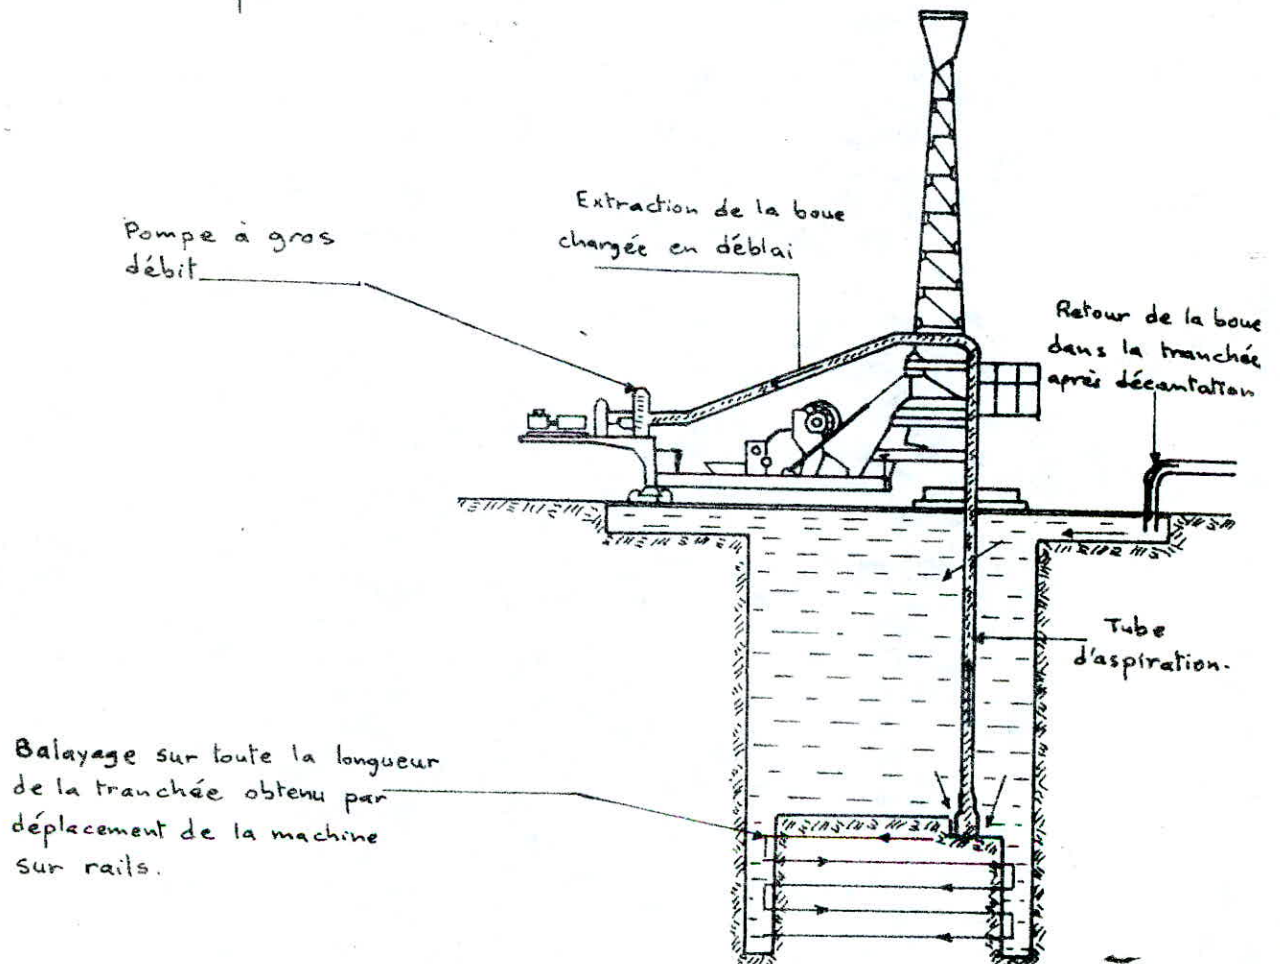 Pompe à gros
débit
Extraction de la boue
chargée en déblai
Retour de la boue
dans la tranchée
après décantation
Tube
d'aspiration.
Balayage sur toute la longueur
de la tranchée obtenu par
déplacement de la machine
sur rails.